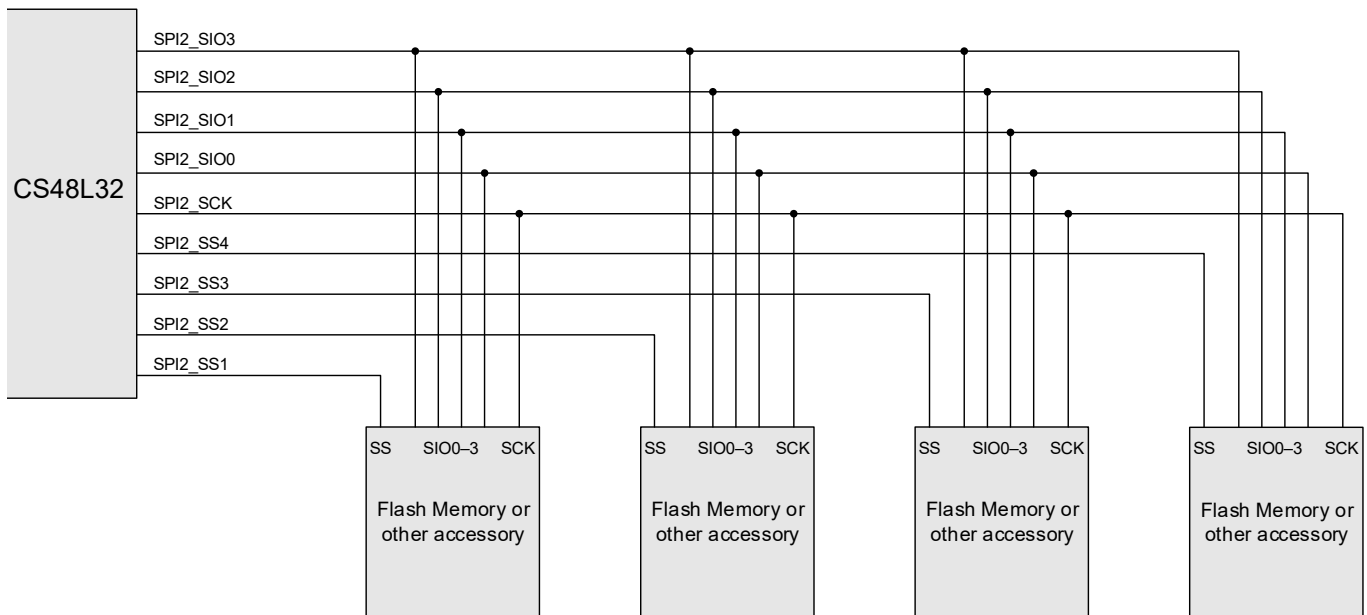 SPI2_SIO3
SPI2_SIO2
SPI2_SIO1
SPI2_SIO0
CS48L32
SPI2_SCK
SPI2_SS4
SPI2_SS3
SPI2_SS2
SPI2_SS1
SS SIO0–3 SCK
Flash Memory or
other accessory
SS SIO0–3 SCK
Flash Memory or
other accessory
SS SIO0–3 SCK
Flash Memory or
other accessory
SS SIO0–3 SCK
Flash Memory or
other accessory